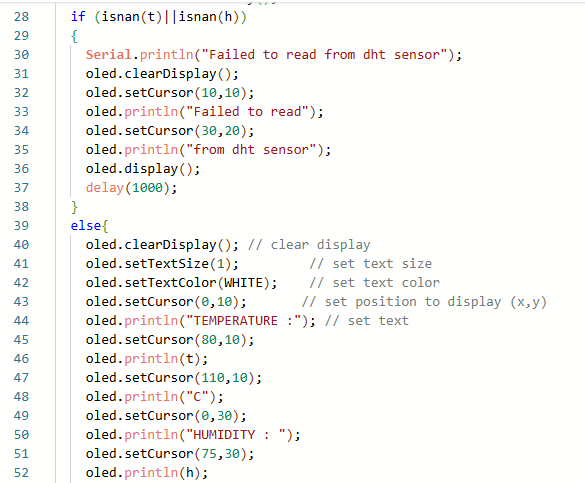 28 if (isnan(t)||isnan(h))
29 {
30 Serial.println("Failed to read from dht sensor");
31 oled.clearDisplay();
32 oled.setCursor(10,10);
33 oled.println("Failed to read");
34 oled.setCursor(30,20);
35 oled.println("from dht sensor");
36 oled.display();
37 delay(1000);
38 }
39 else{
40 oled.clearDisplay(); // clear display
41 oled.setTextSize(1); // set text size
42 oled.setTextColor(WHITE); // set text color
43 oled.setCursor(0,10); // set position to display (x,y)
44 oled.println("TEMPERATURE :"); // set text
45 oled.setCursor(80,10);
46 oled.println(t);
47 oled.setCursor(110,10);
48 oled.println("C");
49 oled.setCursor(0,30);
50 oled.println("HUMIDITY : ");
51 oled.setCursor(75,30);
52 oled.println(h);